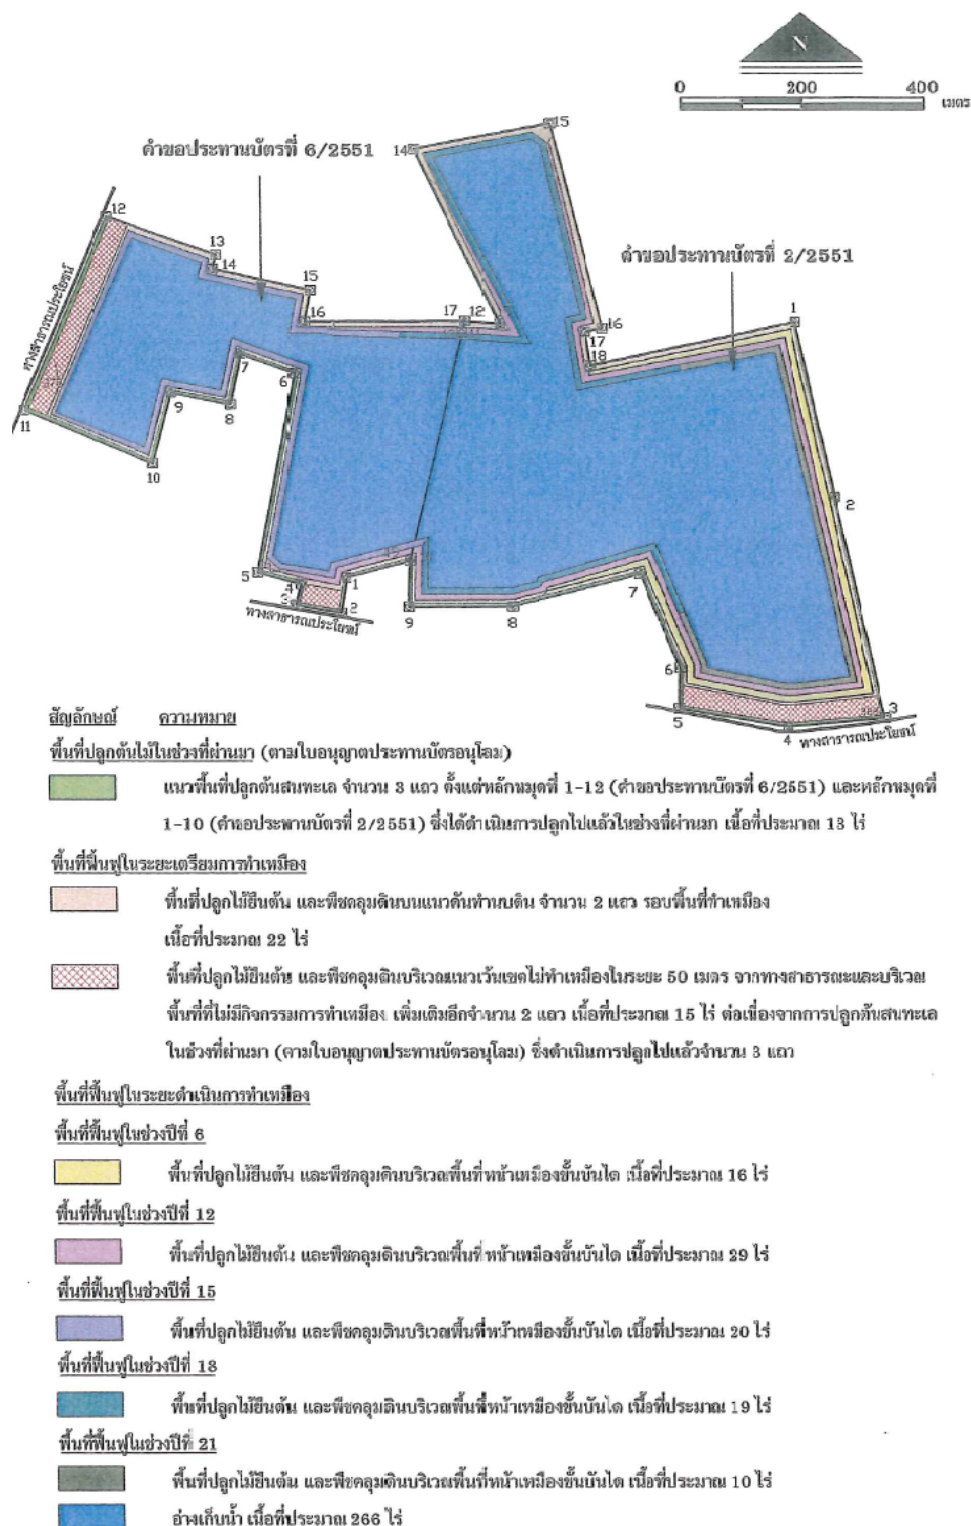 N
0 200 400 เมตร
15
คำขอประทานบัตรที่ 6/2551
14
12
13
14
คำขอประทานบัตรที่ 2/2551
15
16 17 12
16
17
18
1
ทางสาธารณประโยชน์
7
6
9
8
11
10
2
5
4
3
1
2
ทางสาธารณประโยชน์
9
8
7
6
5
4
3
ทางสาธารณประโยชน์
สัญลักษณ์ ความหมาย
พื้นที่ปลูกต้นไม้ในช่วงที่ผ่านมา (ตามใบอนุญาตประทานบัตรอนุโลม)
แนวพื้นที่ปลูกต้นสนทะเล จำนวน 3 แถว ตั้งแต่หลักหมุดที่ 1-12 (คำขอประทานบัตรที่ 6/2551) และหลักหมุดที่
1-10 (คำขอประทานบัตรที่ 2/2551) ซึ่งได้ดำเนินการปลูกไปแล้วในช่วงที่ผ่านมา เนื้อที่ประมาณ 13 ไร่
พื้นที่ฟื้นฟูในระยะเตรียมการทำเหมือง
พื้นที่ปลูกไม้ยืนต้น และพืชคลุมดินบนแนวคันทำนบดิน จำนวน 2 แถว รอบพื้นที่ทำเหมือง
เนื้อที่ประมาณ 22 ไร่
พื้นที่ปลูกไม้ยืนต้น และพืชคลุมดินบริเวณแนวเว้นเขตไม่ทำเหมืองในระยะ 50 เมตร จากทางสาธารณะและบริเวณ
พื้นที่ที่ไม่มีกิจกรรมการทำเหมือง เพิ่มเติมอีกจำนวน 2 แถว เนื้อที่ประมาณ 15 ไร่ ต่อเนื่องจากการปลูกต้นสนทะเล
ในช่วงที่ผ่านมา (ตามใบอนุญาตประทานบัตรอนุโลม) ซึ่งดำเนินการปลูกไปแล้วจำนวน 3 แถว
พื้นที่ฟื้นฟูในระยะดำเนินการทำเหมือง
พื้นที่ฟื้นฟูในช่วงปีที่ 6
พื้นที่ปลูกไม้ยืนต้น และพืชคลุมดินบริเวณพื้นที่หน้าเหมืองขั้นบันได เนื้อที่ประมาณ 16 ไร่
พื้นที่ฟื้นฟูในช่วงปีที่ 12
พื้นที่ปลูกไม้ยืนต้น และพืชคลุมดินบริเวณพื้นที่หน้าเหมืองขั้นบันได เนื้อที่ประมาณ 29 ไร่
พื้นที่ฟื้นฟูในช่วงปีที่ 15
พื้นที่ปลูกไม้ยืนต้น และพืชคลุมดินบริเวณพื้นที่หน้าเหมืองขั้นบันได เนื้อที่ประมาณ 20 ไร่
พื้นที่ฟื้นฟูในช่วงปีที่ 18
พื้นที่ปลูกไม้ยืนต้น และพืชคลุมดินบริเวณพื้นที่หน้าเหมืองขั้นบันได เนื้อที่ประมาณ 19 ไร่
พื้นที่ฟื้นฟูในช่วงปีที่ 21
พื้นที่ปลูกไม้ยืนต้น และพืชคลุมดินบริเวณพื้นที่หน้าเหมืองขั้นบันได เนื้อที่ประมาณ 10 ไร่
อ่างเก็บน้ำ เนื้อที่ประมาณ 266 ไร่